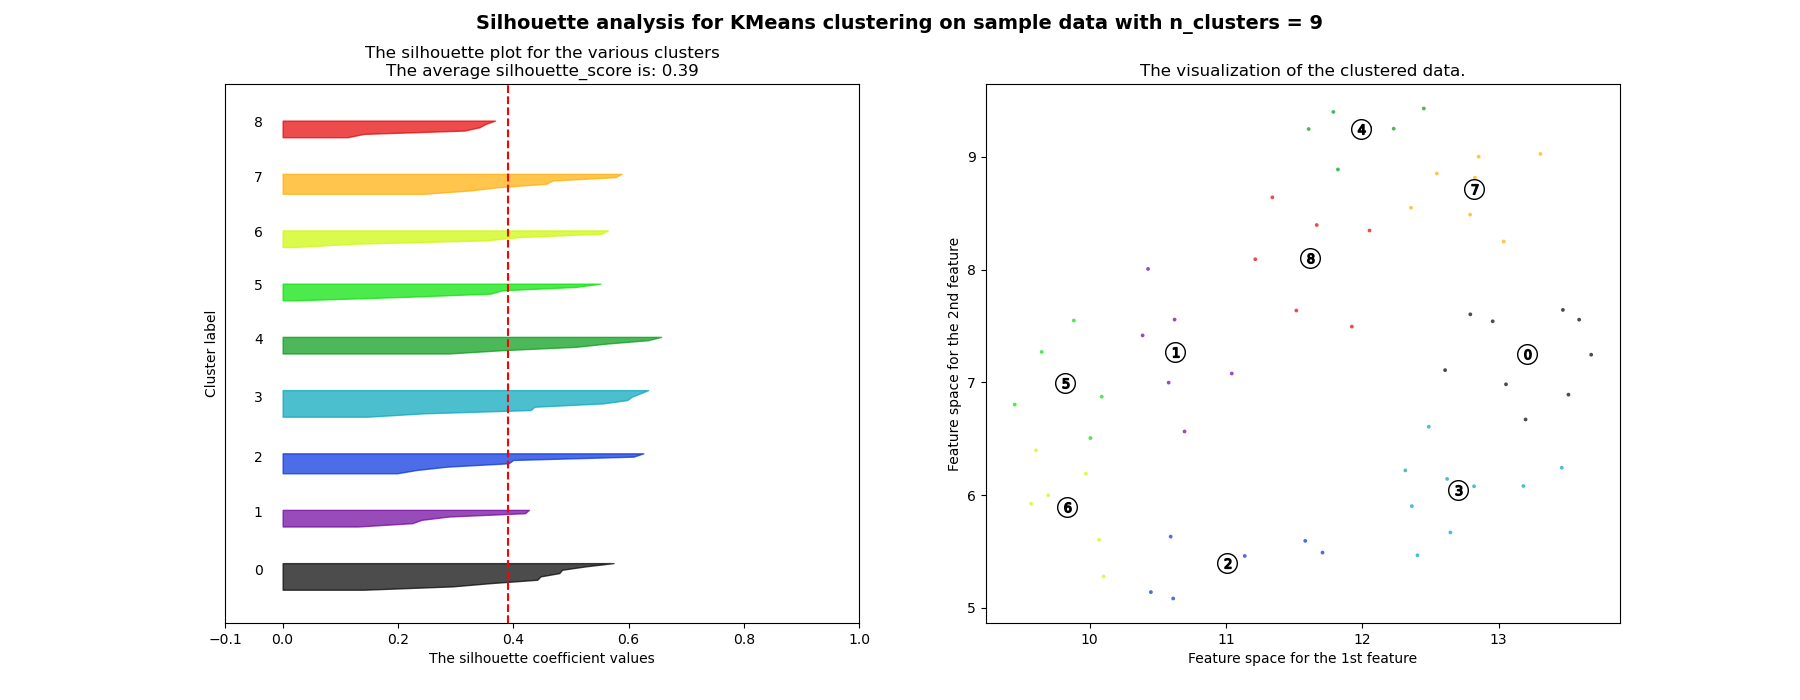 Silhouette analysis for KMeans clustering on sample data with n_clusters = 9
The silhouette plot for the various clusters
The average silhouette_score is: 0.39
Cluster label
8
7
6
5
4
3
2
1
0
−0.1 0.0 0.2 0.4 0.6 0.8 1.0
The silhouette coefficient values
The visualization of the clustered data.
Feature space for the 2nd feature
9
8
7
6
5
4
7
8
1
0
5
3
6
2
10 11 12 13
Feature space for the 1st feature